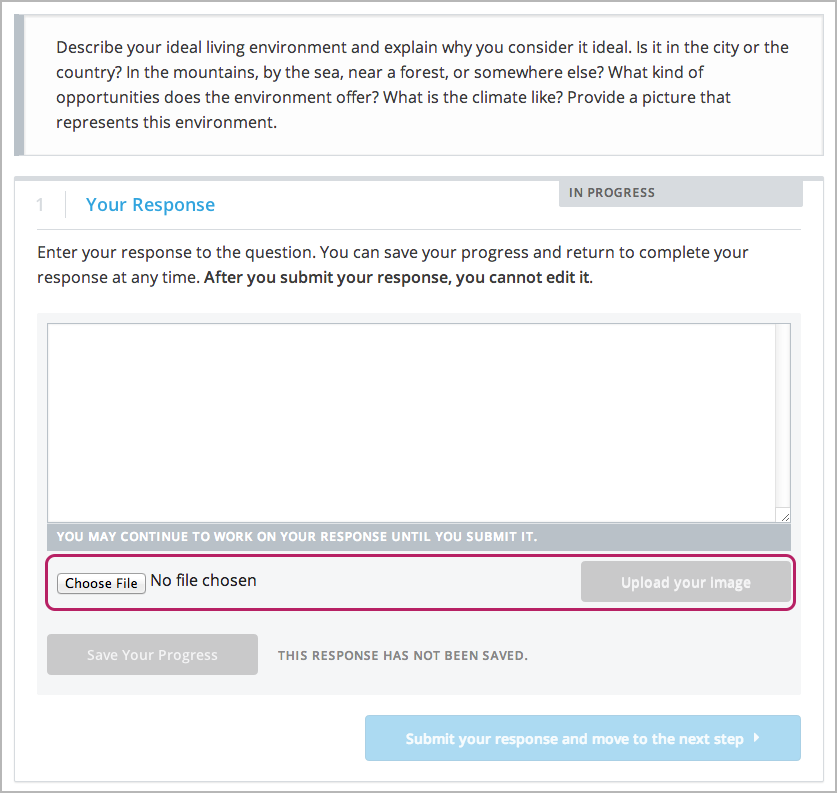 Describe your ideal living environment and explain why you consider it ideal. Is it in the city or the
country? In the mountains, by the sea, near a forest, or somewhere else? What kind of
opportunities does the environment offer? What is the climate like? Provide a picture that
represents this environment.
1 Your Response
IN PROGRESS
Enter your response to the question. You can save your progress and return to complete your
response at any time. After you submit your response, you cannot edit it.
YOU MAY CONTINUE TO WORK ON YOUR RESPONSE UNTIL YOU SUBMIT IT.
Choose File No file chosen Upload your image
Save Your Progress THIS RESPONSE HAS NOT BEEN SAVED.
Submit your response and move to the next step